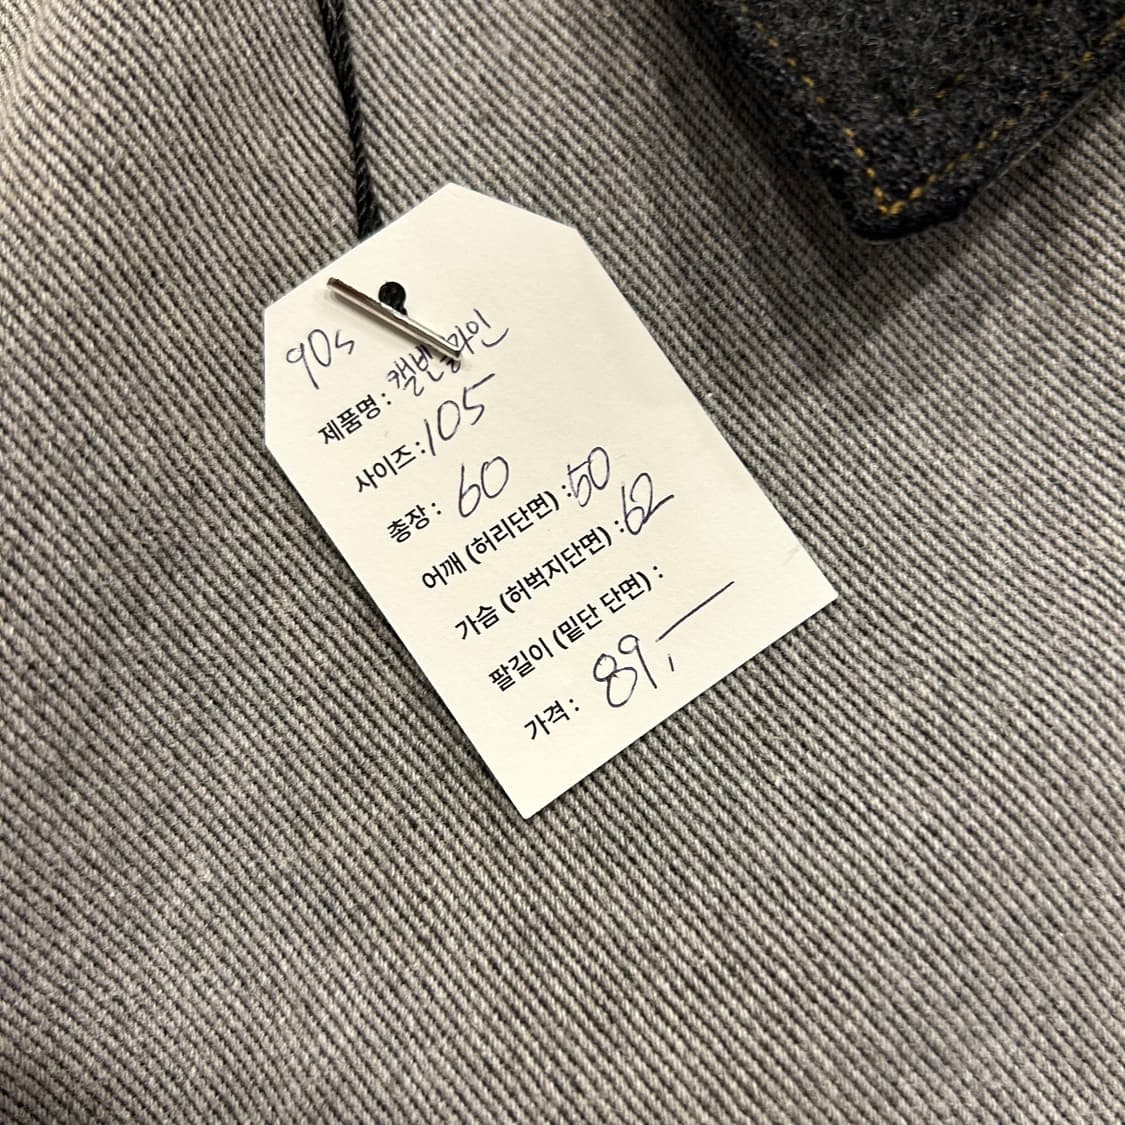 90s
제품명 : 캘빈클라인
사이즈 : 105
총장 : 60
어깨 (허리단면) : 50
가슴 (허벅지단면) : 62
팔길이 (밑단 단면) :
가격 : 89,—